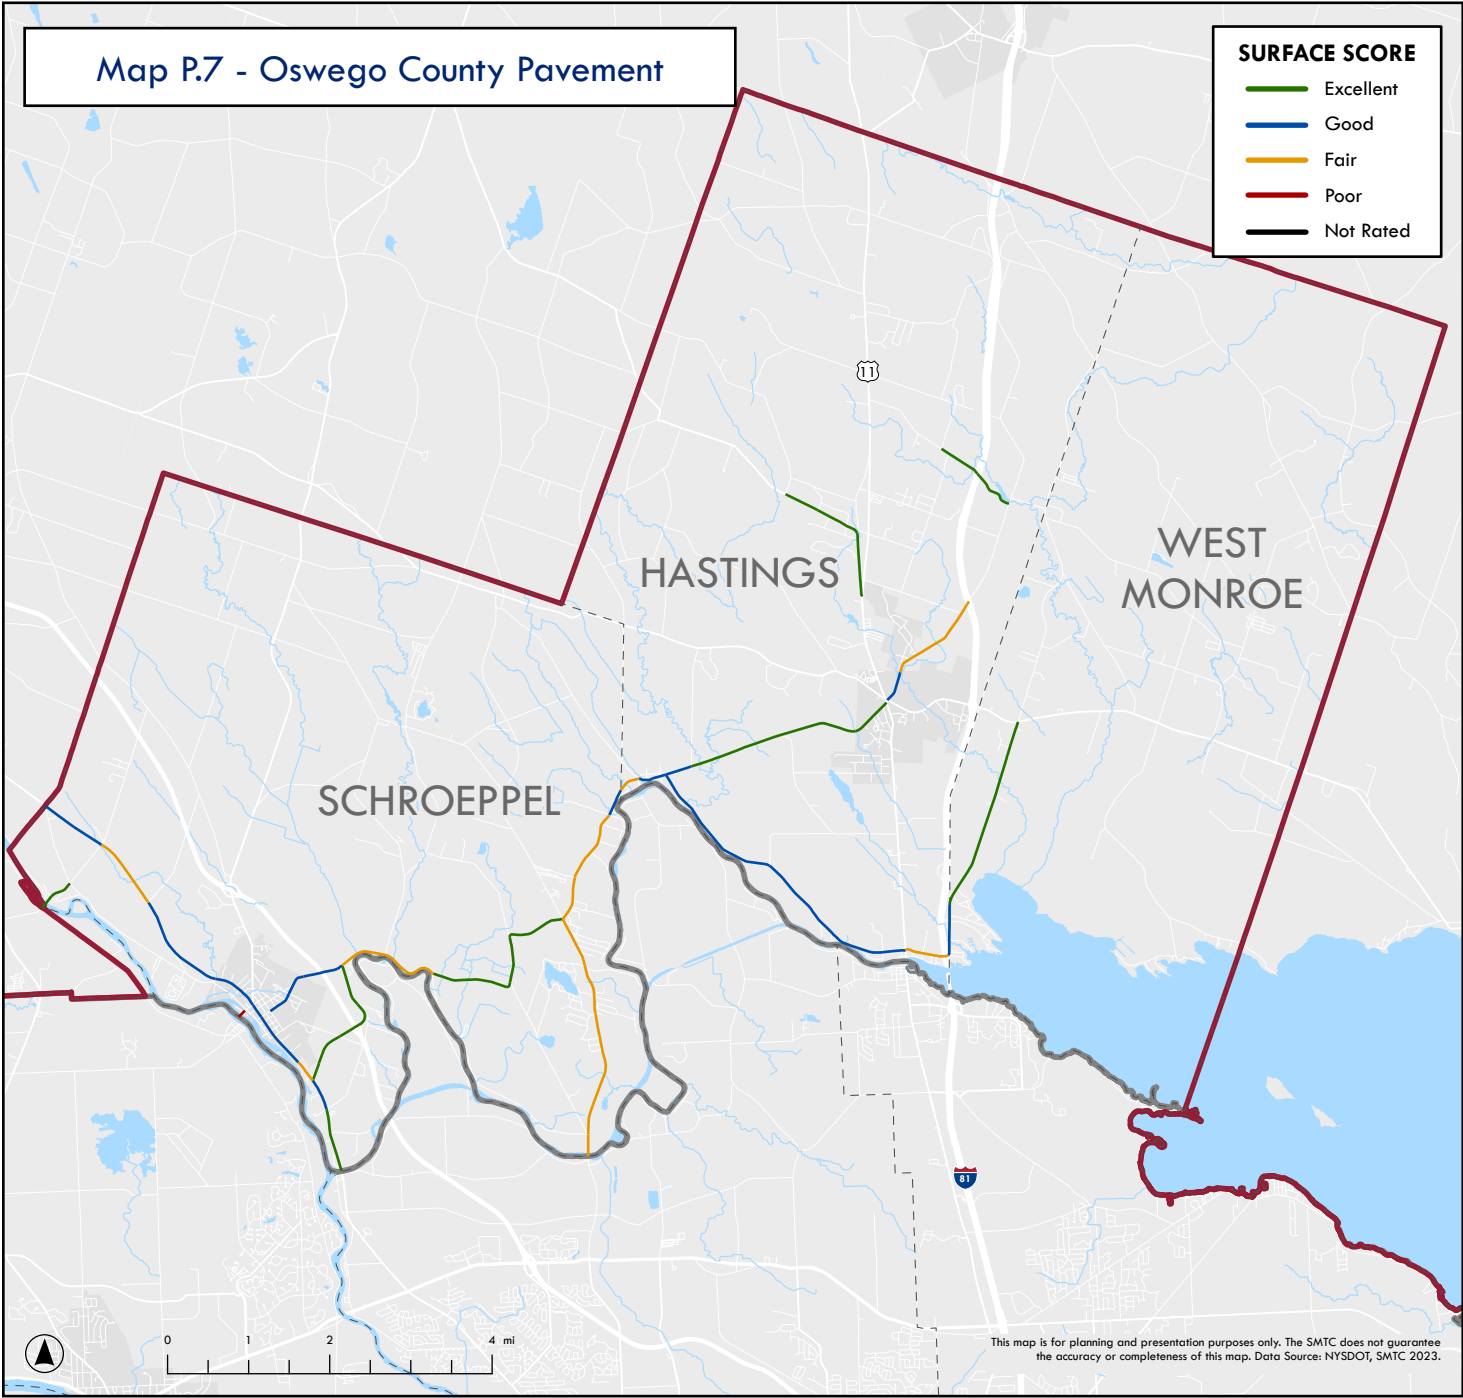 Map P.7 - Oswego County Pavement
SURFACE SCORE
Excellent
Good
Fair
Poor
Not Rated
11
HASTINGS
WEST
MONROE
SCHROEPPEL
81
0 1 2 4 mi
This map is for planning and presentation purposes only. The SMTC does not guarantee
the accuracy or completeness of this map. Data Source: NYSDOT, SMTC 2023.